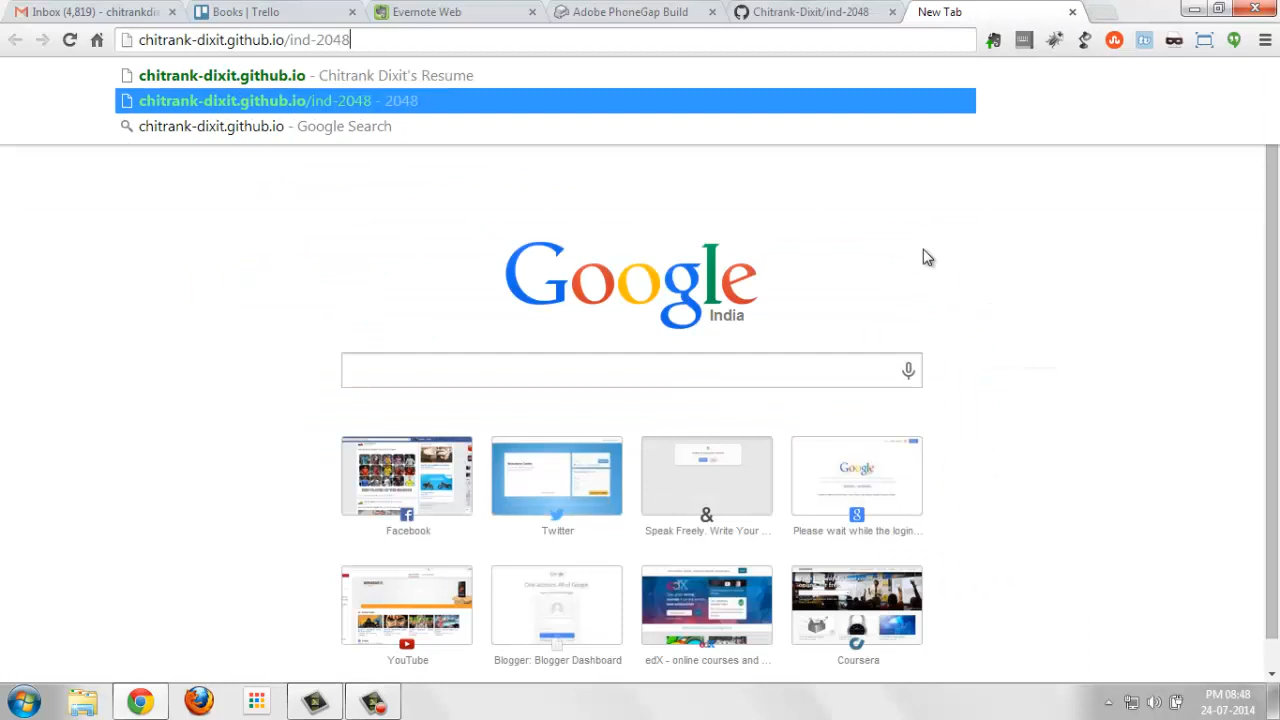 Inbox (4,819) - chitrankdi
Books | Trello
Evernote Web
Adobe PhoneGap Build
Chitrank-Dixit/ind-2048
New Tab
chitrank-dixit.github.io/ind-2048
chitrank-dixit.github.io - Chitrank Dixit's Resume
chitrank-dixit.github.io/ind-2048 - 2048
chitrank-dixit.github.io - Google Search
Google
India
Facebook
Twitter
Speak Freely. Write Your ...
Please wait while the login...
YouTube
Blogger: Blogger Dashboard
edX - online courses and ...
Coursera
PM 08:48
24-07-2014